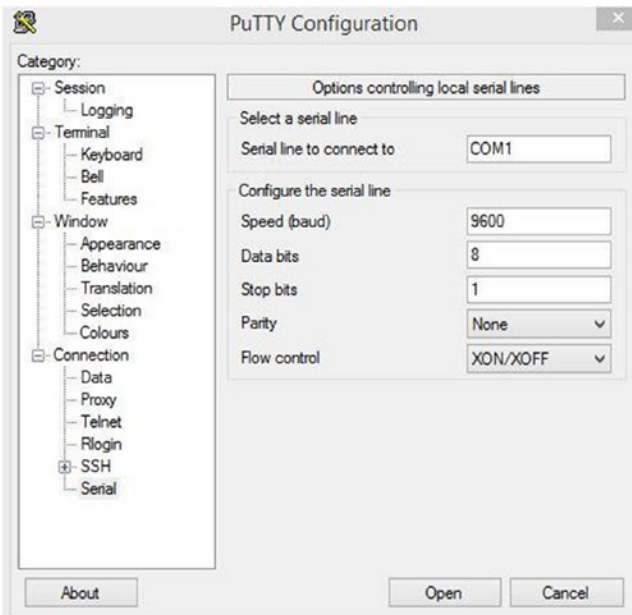 PuTTY Configuration
Category:
Session
Logging
Terminal
Keyboard
Bell
Features
Window
Appearance
Behaviour
Translation
Selection
Colours
Connection
Data
Proxy
Telnet
Rlogin
SSH
Serial
Options controlling local serial lines
Select a serial line
Serial line to connect to COM1
Configure the serial line
Speed (baud) 9600
Data bits 8
Stop bits 1
Parity None
Flow control XON/XOFF
About Open Cancel